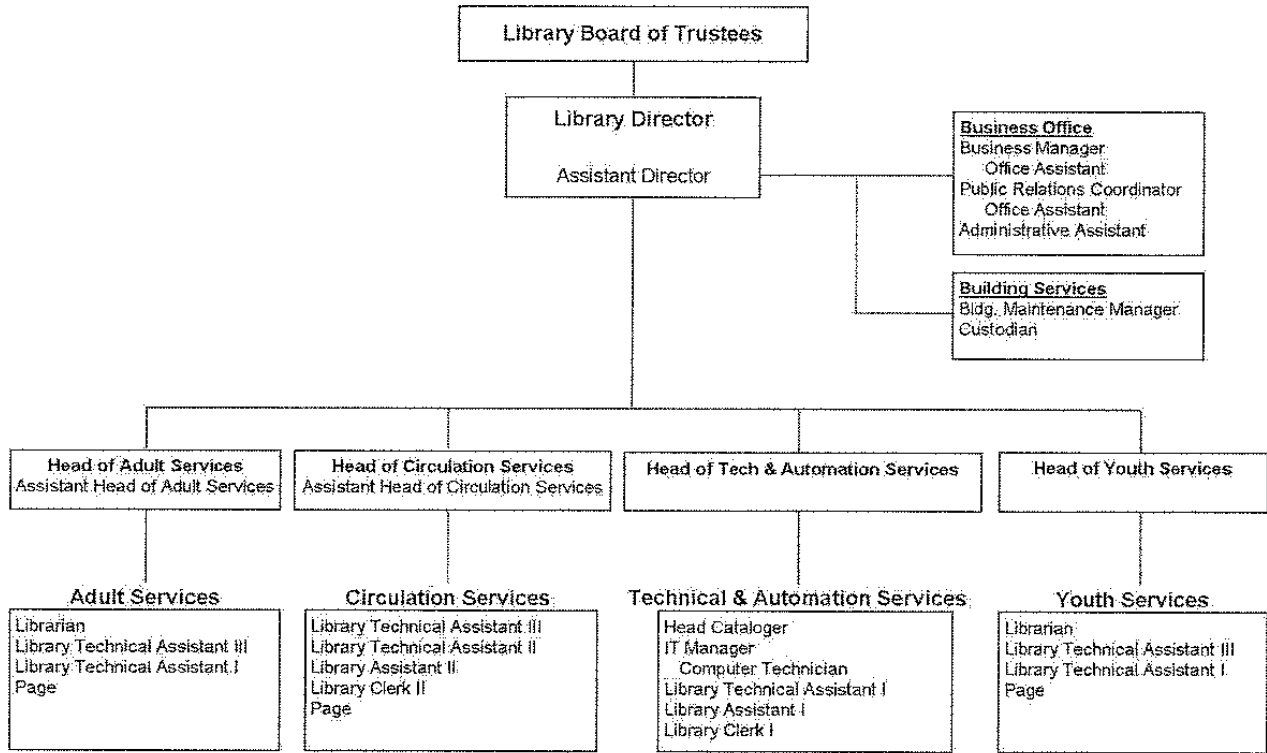 Library Board of Trustees
Library Director
Assistant Director
Business Office
Business Manager
Office Assistant
Public Relations Coordinator
Office Assistant
Administrative Assistant
Building Services
Bldg. Maintenance Manager
Custodian
Head of Adult Services
Assistant Head of Adult Services
Head of Circulation Services
Assistant Head of Circulation Services
Head of Tech & Automation Services
Head of Youth Services
Adult Services
Librarian
Library Technical Assistant III
Library Technical Assistant I
Page
Circulation Services
Library Technical Assistant III
Library Technical Assistant II
Library Assistant II
Library Clerk II
Page
Technical & Automation Services
Head Cataloger
IT Manager
Computer Technician
Library Technical Assistant I
Library Assistant I
Library Clerk I
Youth Services
Librarian
Library Technical Assistant III
Library Technical Assistant I
Page